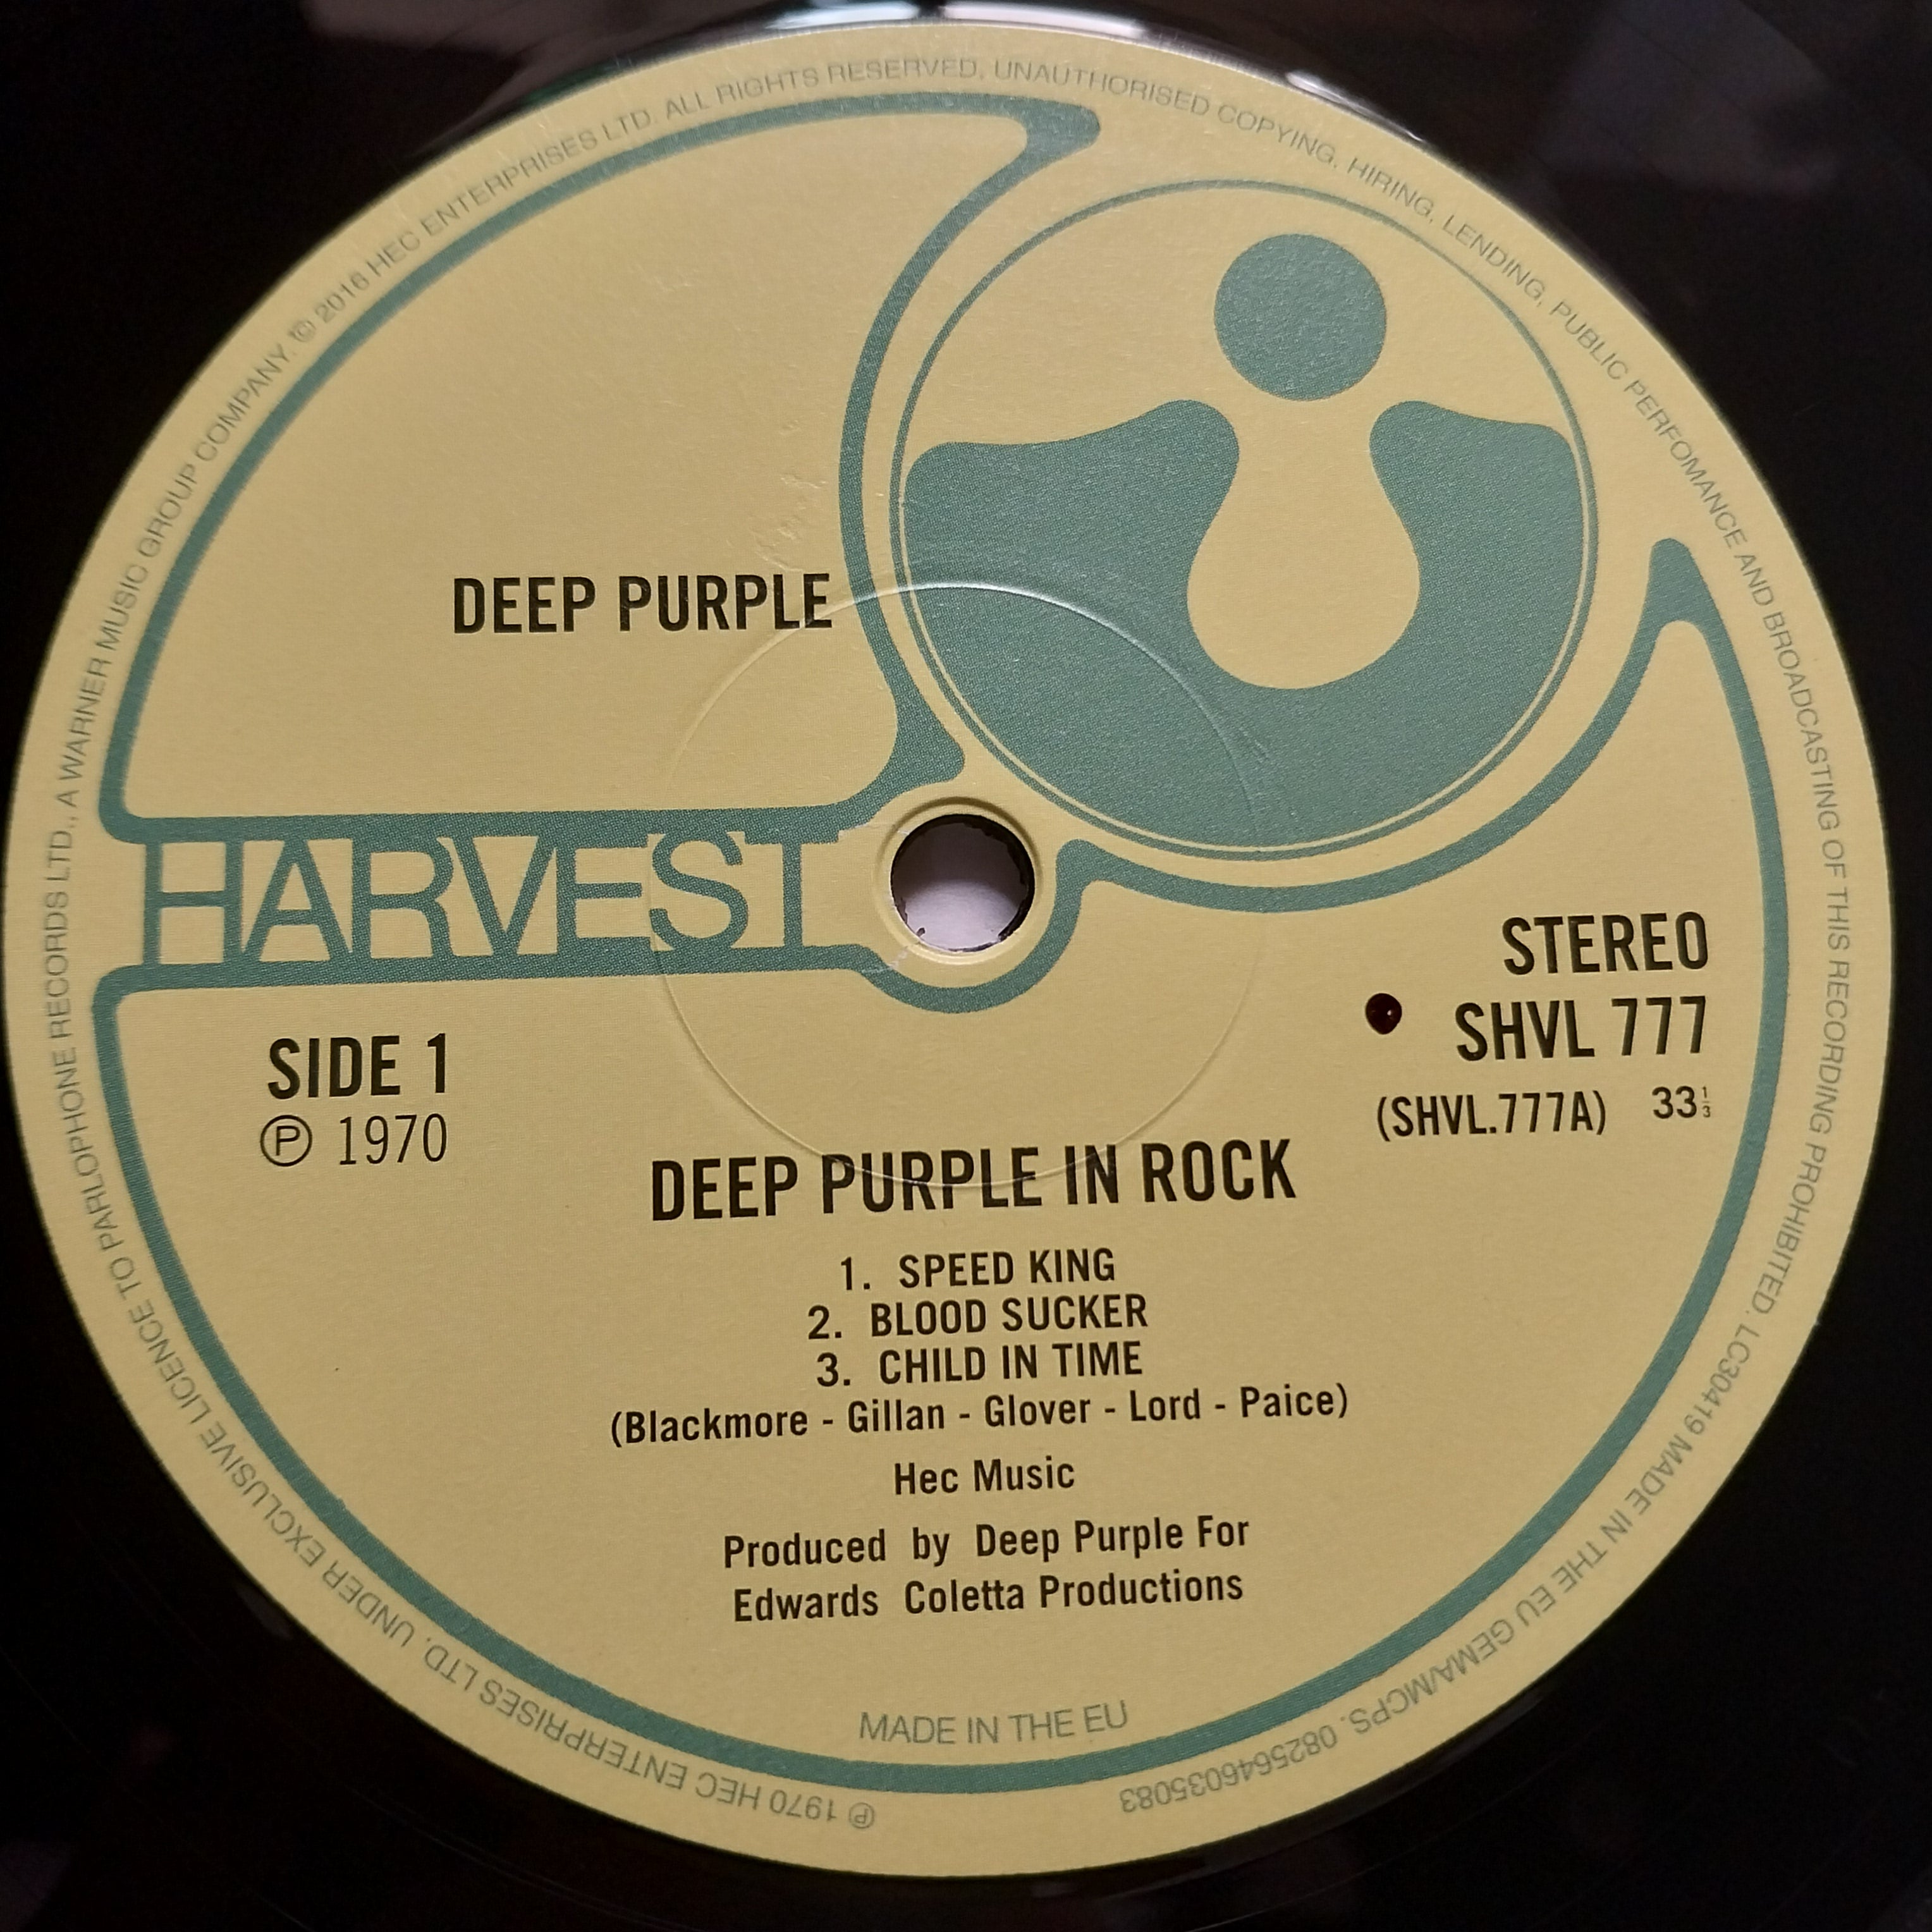 DEEP PURPLE
HARVEST
STEREO
SHVL 777
(SHVL.777A) 33⅓
SIDE 1
℗ 1970
DEEP PURPLE IN ROCK
1. SPEED KING
2. BLOOD SUCKER
3. CHILD IN TIME
(Blackmore - Gillan - Glover - Lord - Paice)
Hec Music
Produced by Deep Purple For
Edwards Coletta Productions
MADE IN THE EU
℗ 1970 HEC ENTERPRISES LTD. UNDER EXCLUSIVE LICENCE TO PARLOPHONE RECORDS LTD., A WARNER MUSIC GROUP COMPANY. © 2016 HEC ENTERPRISES LTD. ALL RIGHTS RESERVED, UNAUTHORISED COPYING, HIRING, LENDING, PUBLIC PERFOMANCE AND BROADCASTING OF THIS RECORDING PROHIBITED. LC30419 MADE IN THE EU GEMA/MCPS. 0825646035083